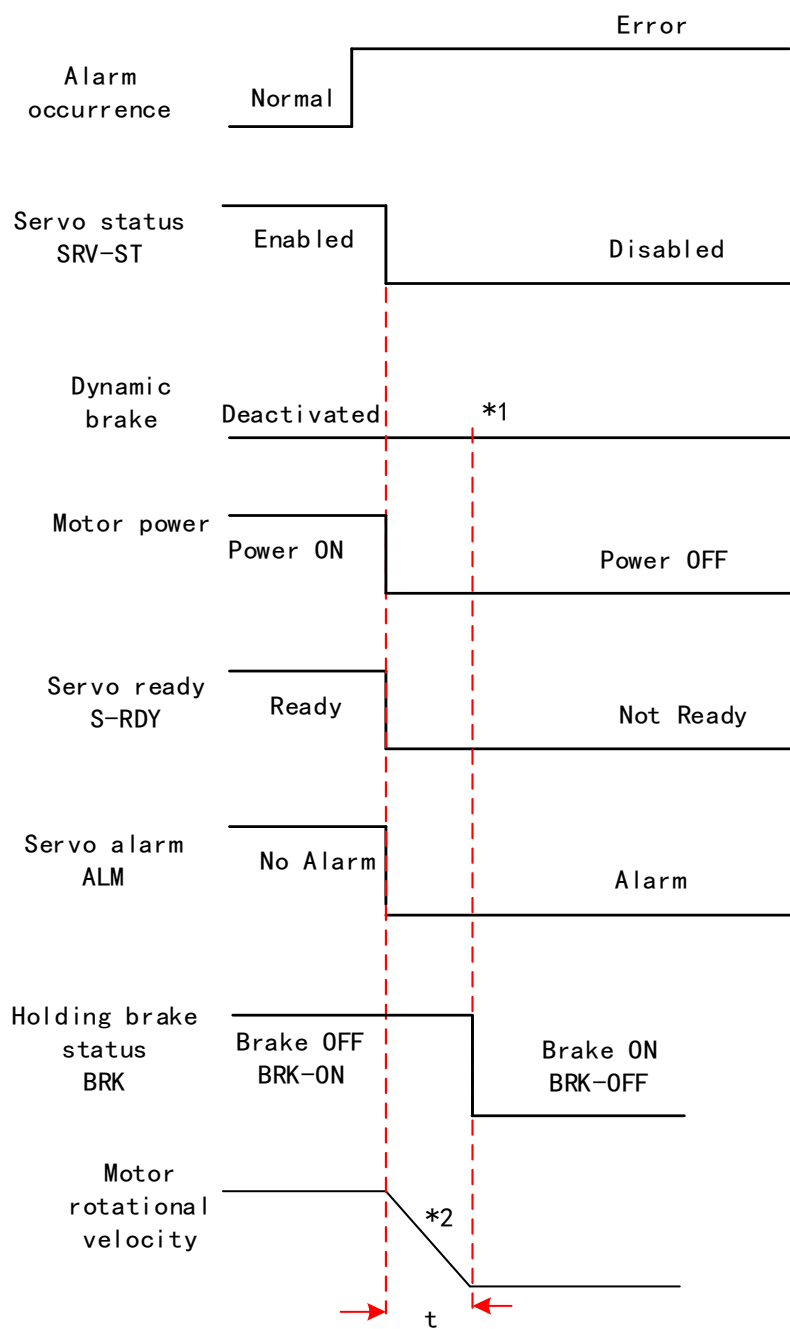 Error
Alarm
occurrence
Normal
Servo status
SRV-ST
Enabled
Disabled
Dynamic
brake
Deactivated
*1
Motor power
Power ON
Power OFF
Servo ready
S-RDY
Ready
Not Ready
Servo alarm
ALM
No Alarm
Alarm
Holding brake
status
BRK
Brake OFF
BRK-ON
Brake ON
BRK-OFF
Motor
rotational
velocity
*2
t